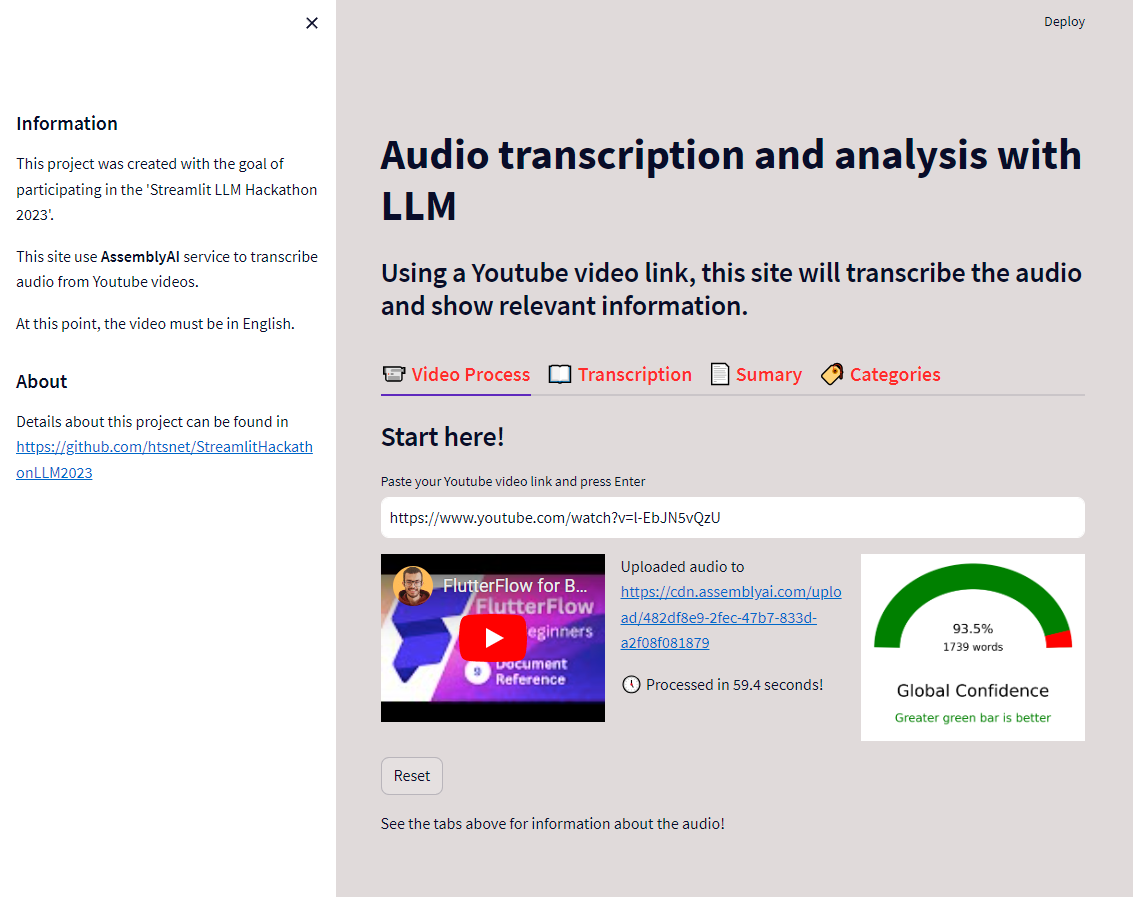 Deploy
Information
This project was created with the goal of
participating in the 'Streamlit LLM Hackathon
2023'.
This site use AssemblyAI service to transcribe
audio from Youtube videos.
At this point, the video must be in English.
About
Details about this project can be found in
https://github.com/htsnet/StreamlitHackath
onLLM2023
Audio transcription and analysis with
LLM
Using a Youtube video link, this site will transcribe the audio
and show relevant information.
Video Process Transcription Sumary Categories
Start here!
Paste your Youtube video link and press Enter
https://www.youtube.com/watch?v=l-EbJN5vQzU
FlutterFlow for B...
FlutterFlow
eginners
9 Document
Reference
Uploaded audio to
https://cdn.assemblyai.com/uplo
ad/482df8e9-2fec-47b7-833d-
a2f08f081879
Processed in 59.4 seconds!
93.5%
1739 words
Global Confidence
Greater green bar is better
Reset
See the tabs above for information about the audio!